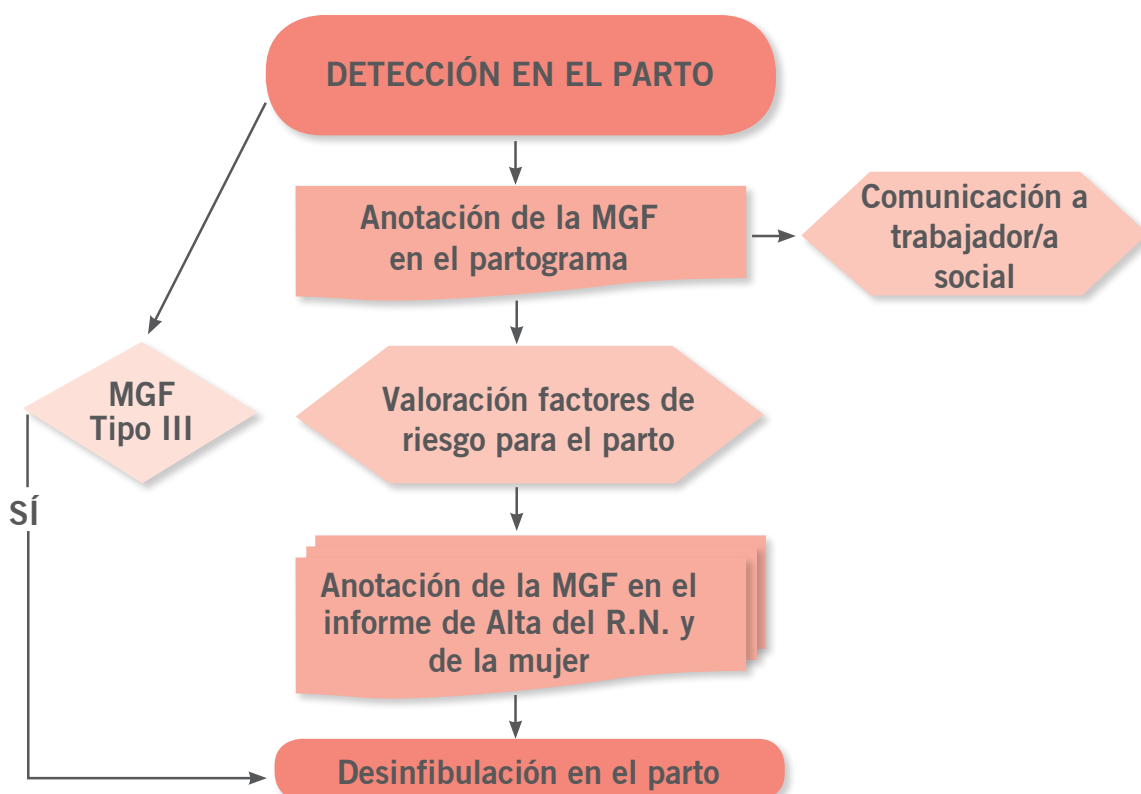 DETECCIÓN EN EL PARTO
Anotación de la MGF
en el partograma
Comunicación a
trabajador/a
social
MGF
Tipo III
Valoración factores de
riesgo para el parto
SÍ
Anotación de la MGF en el
informe de Alta del R.N. y
de la mujer
Desinfibulación en el parto